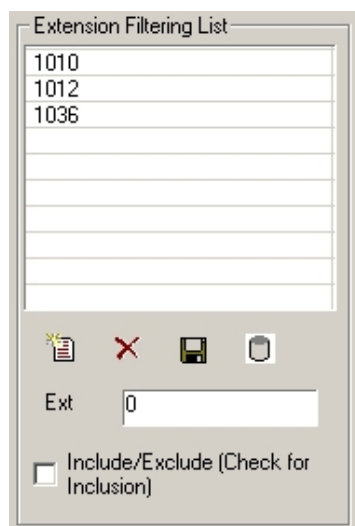 Extension Filtering List
1010
1012
1036
Ext
0
Include/Exclude (Check for
Inclusion)